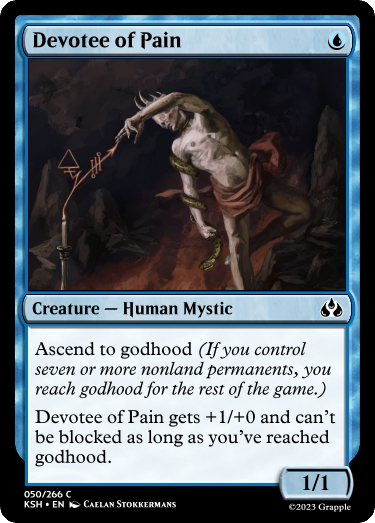 Devotee of Pain
Creature — Human Mystic
Ascend to godhood (If you control
seven or more nonland permanents, you
reach godhood for the rest of the game.)
Devotee of Pain gets +1/+0 and can't
be blocked as long as you've reached
godhood.
1/1
050/266 C
KSH • EN Caelan Stokkermans
©2023 Grapple